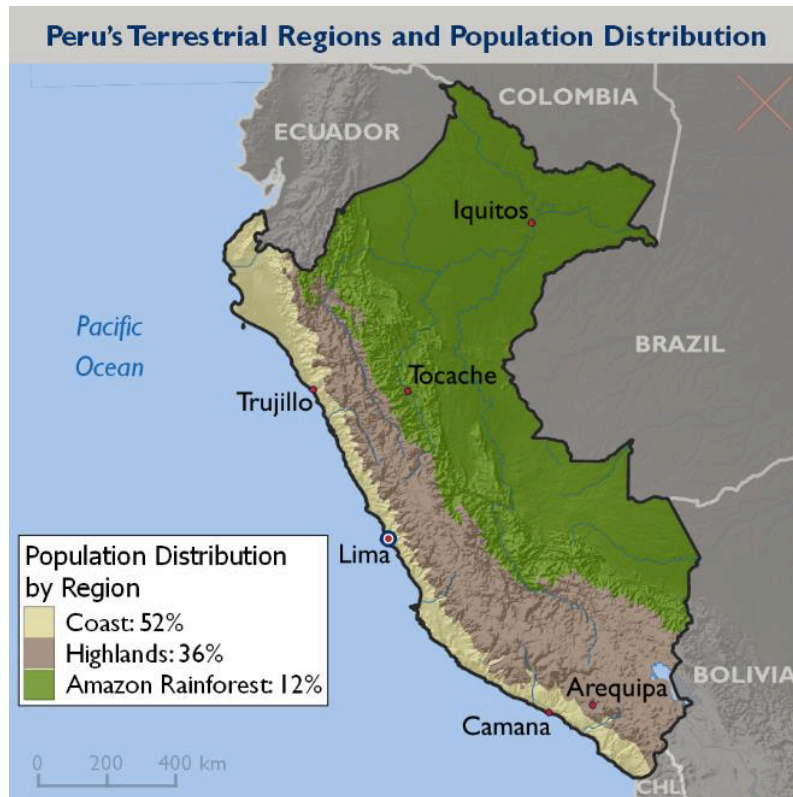 Peru's Terrestrial Regions and Population Distribution
COLOMBIA
ECUADOR
Iquitos
Pacific
Ocean
BRAZIL
Tocache
Trujillo
Lima
Population Distribution
by Region
Coast: 52%
Highlands: 36%
Amazon Rainforest: 12%
BOLIVIA
Arequipa
Camana
0 200 400 km
CHL